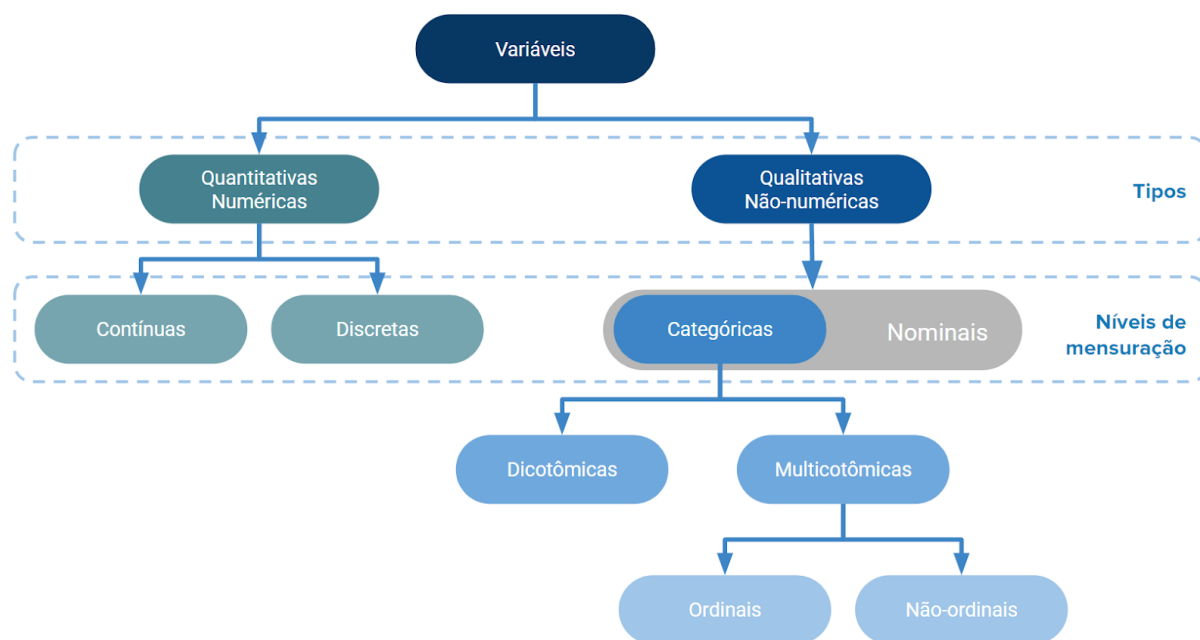 Variáveis
Quantitativas
Numéricas
Qualitativas
Não-numéricas
Tipos
Contínuas
Discretas
Categóricas
Nominais
Níveis de
mensuração
Dicotômicas
Multicotômicas
Ordinais
Não-ordinais